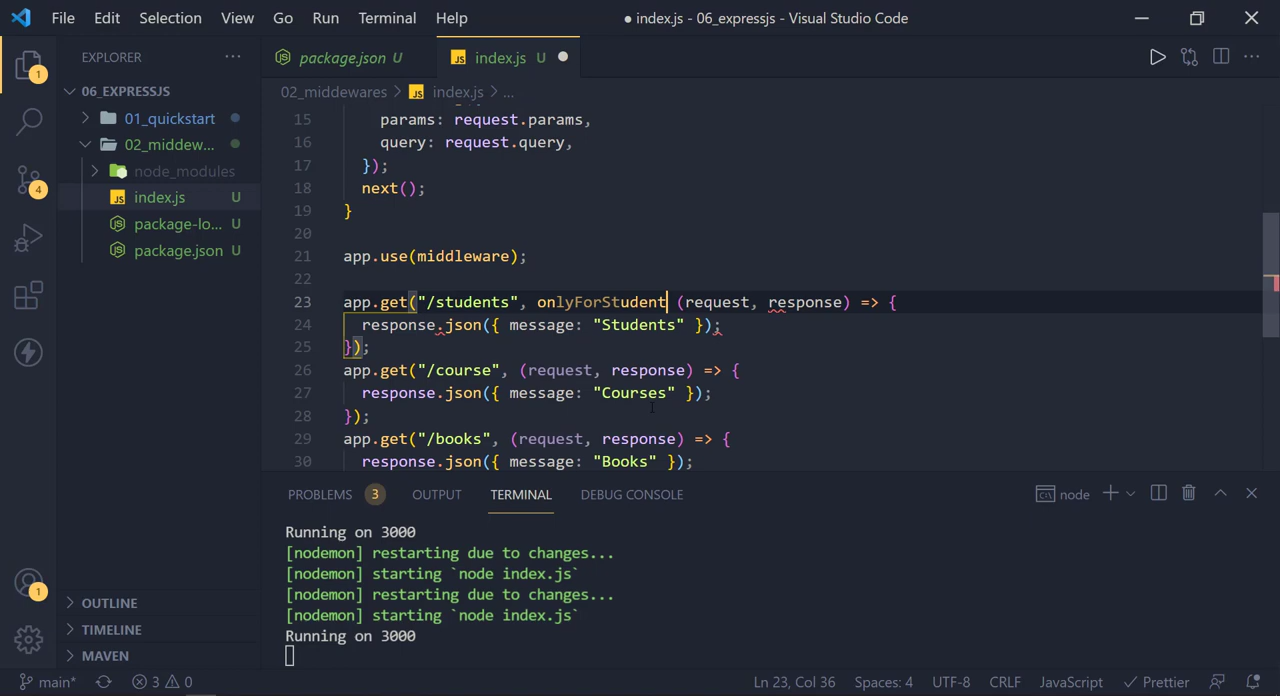 File Edit Selection View Go Run Terminal Help ● index.js - 06_expressjs - Visual Studio Code
EXPLORER ...
package.json U index.js U
02_middewares > index.js > ...
1
06_EXPRESSJS
01_quickstart
02_middew...
node_modules
index.js U
package-lo... U
package.json U
4
15 params: request.params,
16 query: request.query,
17 });
18 next();
19 }
20
21 app.use(middleware);
22
23 app.get("/students", onlyForStudent (request, response) => {
24 response.json({ message: "Students" });
25 });
26 app.get("/course", (request, response) => {
27 response.json({ message: "Courses" });
28 });
29 app.get("/books", (request, response) => {
30 response.json({ message: "Books" });
PROBLEMS 3 OUTPUT TERMINAL DEBUG CONSOLE node
Running on 3000
[nodemon] restarting due to changes...
[nodemon] starting `node index.js`
[nodemon] restarting due to changes...
[nodemon] starting `node index.js`
Running on 3000
1
OUTLINE
TIMELINE
MAVEN
main* 3 0 Ln 23, Col 36 Spaces: 4 UTF-8 CRLF JavaScript Prettier